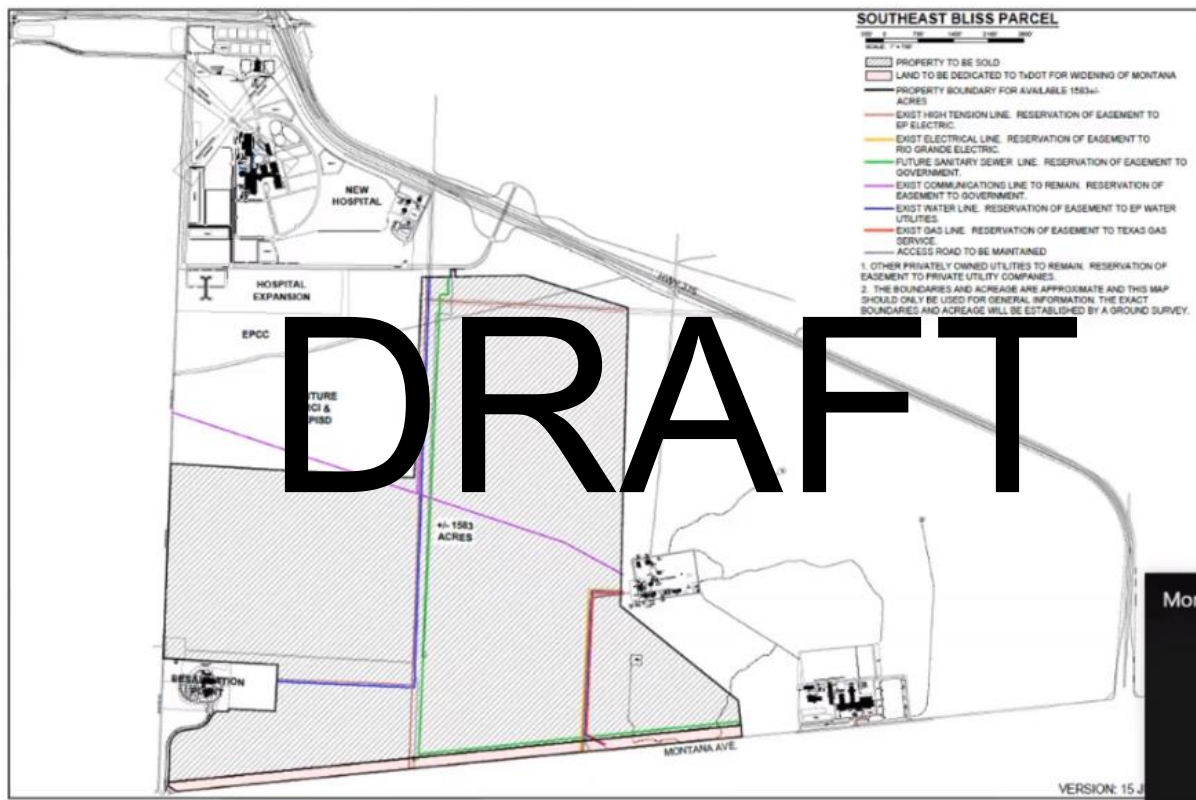 SOUTHEAST BLISS PARCEL
PROPERTY TO BE SOLD
LAND TO BE DEDICATED TO TxDOT FOR WIDENING OF MONTANA
PROPERTY BOUNDARY FOR AVAILABLE 1583+/-
ACRES
EXIST HIGH TENSION LINE. RESERVATION OF EASEMENT TO
EP ELECTRIC.
EXIST ELECTRICAL LINE. RESERVATION OF EASEMENT TO
RIO GRANDE ELECTRIC.
FUTURE SANITARY SEWER LINE. RESERVATION OF EASEMENT TO
GOVERNMENT.
EXIST COMMUNICATIONS LINE TO REMAIN. RESERVATION OF
EASEMENT TO GOVERNMENT.
EXIST WATER LINE. RESERVATION OF EASEMENT TO EP WATER
UTILITIES.
EXIST GAS LINE. RESERVATION OF EASEMENT TO TEXAS GAS
SERVICE.
ACCESS ROAD TO BE MAINTAINED
1. OTHER PRIVATELY OWNED UTILITIES TO REMAIN. RESERVATION OF
EASEMENT TO PRIVATE UTILITY COMPANIES.
2. THE BOUNDARIES AND ACREAGE ARE APPROXIMATE AND THIS MAP
SHOULD ONLY BE USED FOR GENERAL INFORMATION. THE EXACT
BOUNDARIES AND ACREAGE WILL BE ESTABLISHED BY A GROUND SURVEY.
NEW
HOSPITAL
HOSPITAL
EXPANSION
EPCC
DRAFT
+/- 1583
ACRES
MONTANA AVE.
VERSION: 15 J
Mor